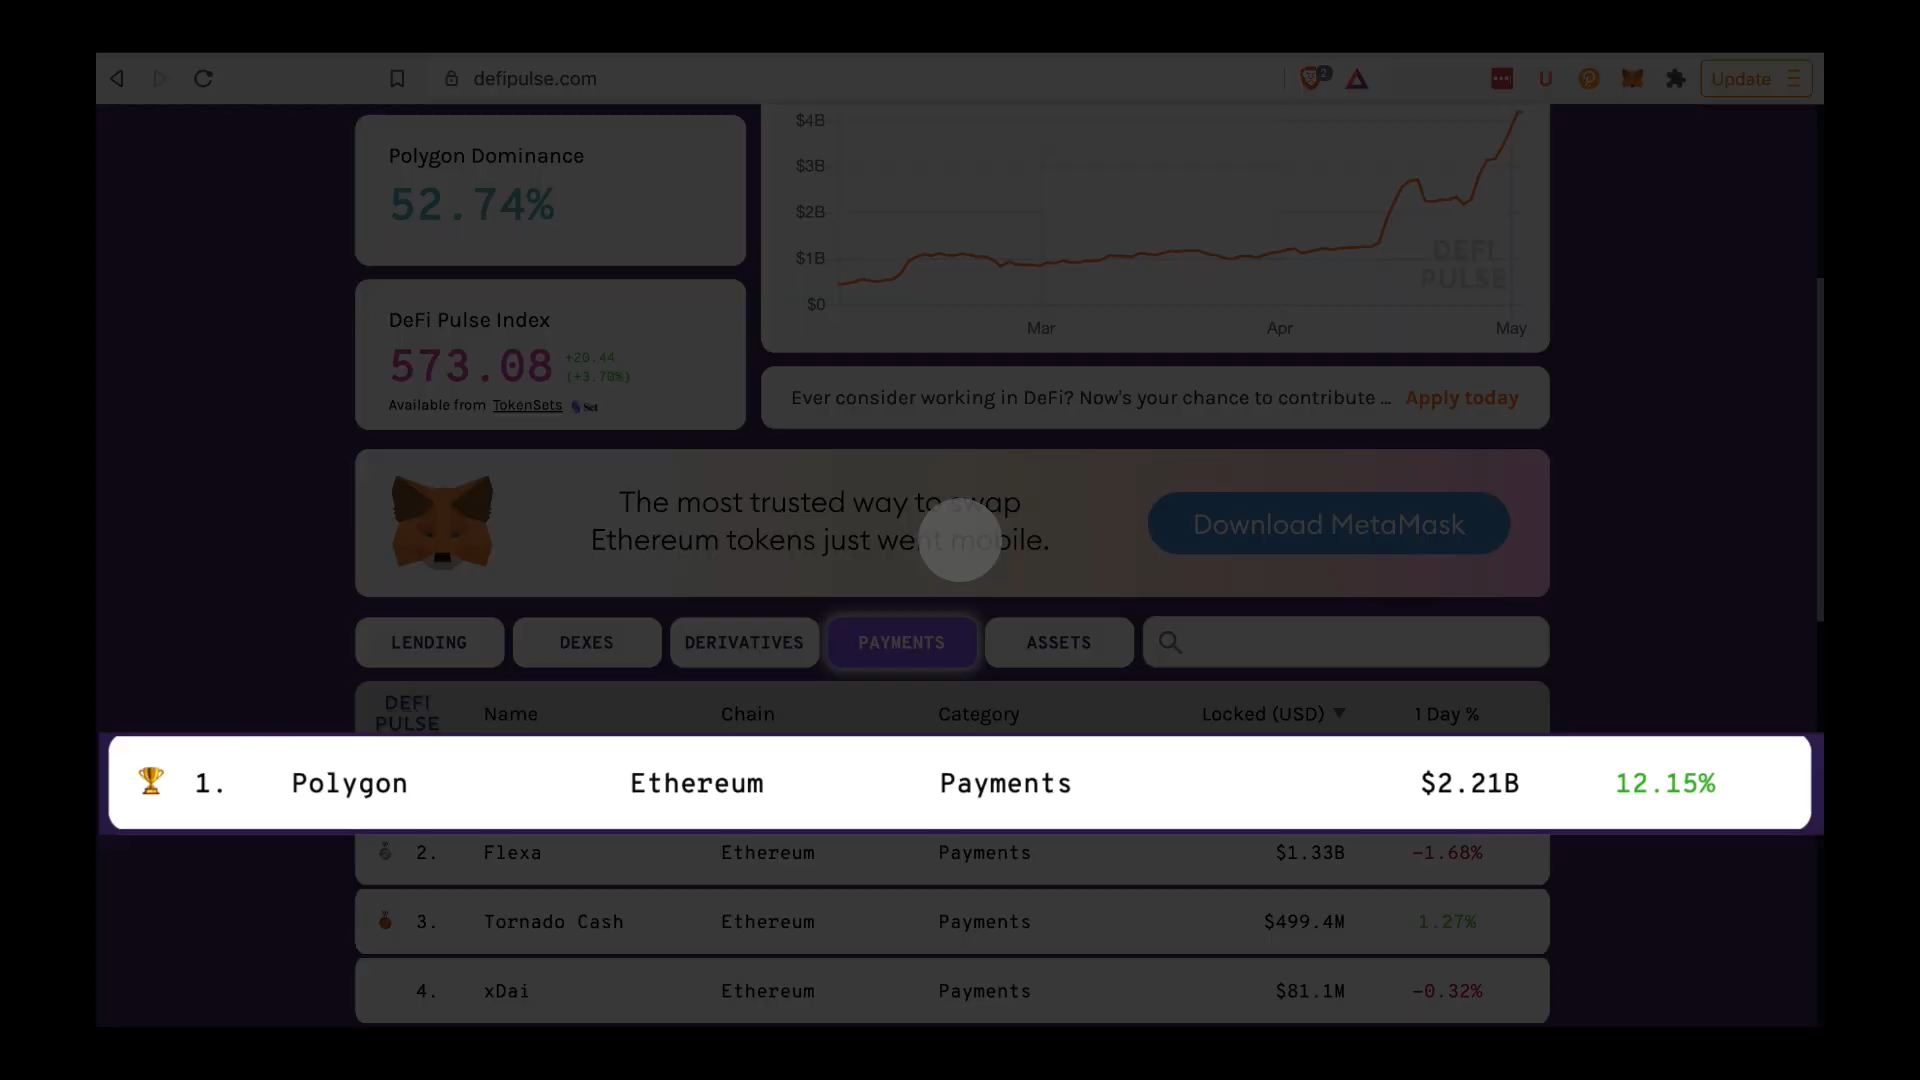 defipulse.com
2
Update
Polygon Dominance
52.74%
DeFi Pulse Index
573.08
+20.44
(+3.70%)
Available from TokenSets Set
$4B
$3B
$2B
$1B
$0
Mar Apr May
DEFI
PULSE
Ever consider working in DeFi? Now's your chance to contribute ... Apply today
The most trusted way to swap
Ethereum tokens just went mobile.
Download MetaMask
LENDING DEXES DERIVATIVES PAYMENTS ASSETS
DEFI
PULSE
Name Chain Category Locked (USD) ▼ 1 Day %
1. Polygon Ethereum Payments $2.21B 12.15%
2. Flexa Ethereum Payments $1.33B -1.68%
3. Tornado Cash Ethereum Payments $499.4M 1.27%
4. xDai Ethereum Payments $81.1M -0.32%